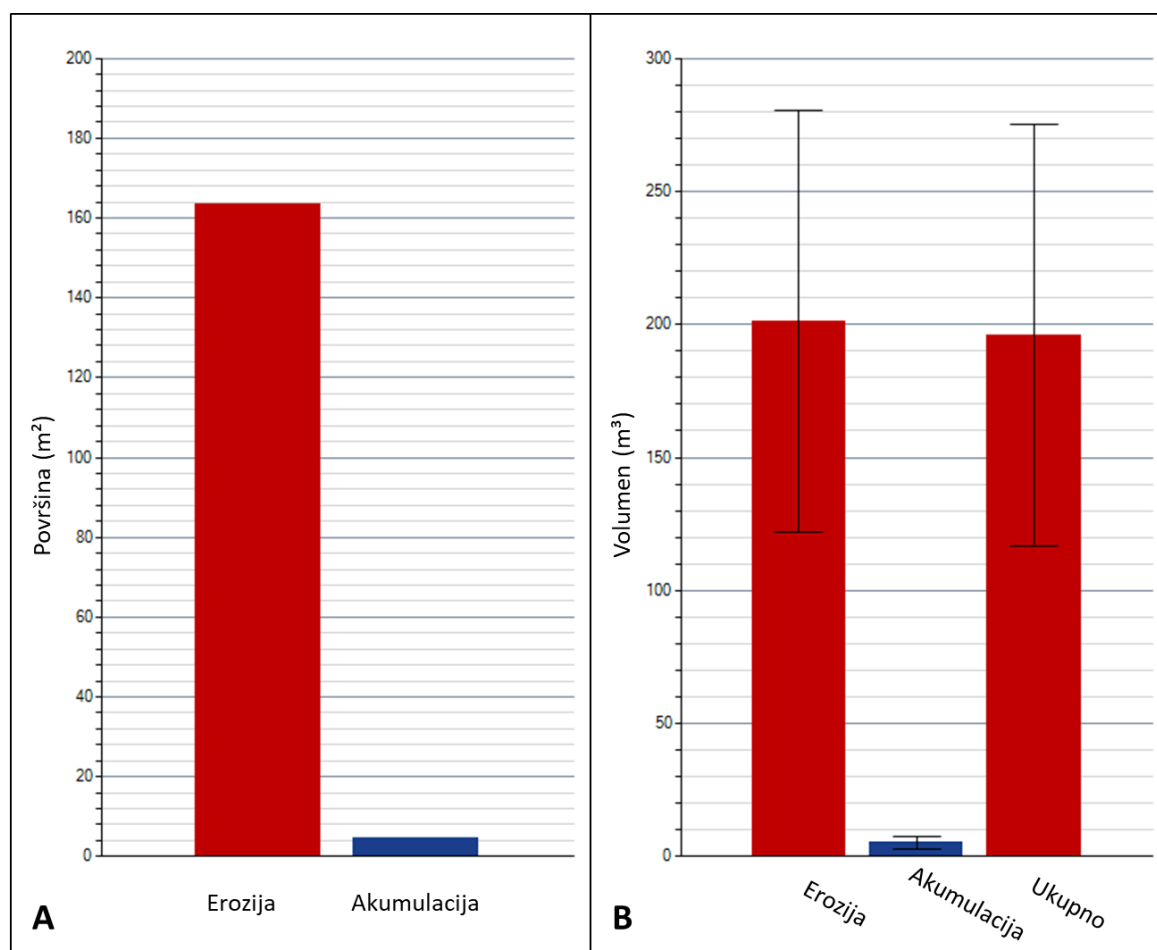 Površina (m²)
200
180
160
140
120
100
80
60
40
20
0
Erozija Akumulacija
A
Volumen (m³)
300
250
200
150
100
50
0
Erozija
Akumulacija
Ukupno
B